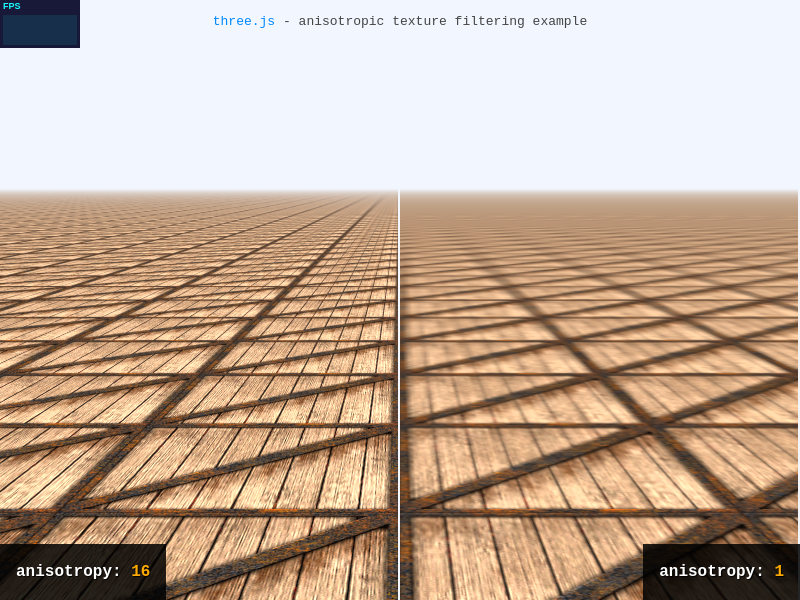 FPS
three.js - anisotropic texture filtering example
anisotropy: 16
anisotropy: 1